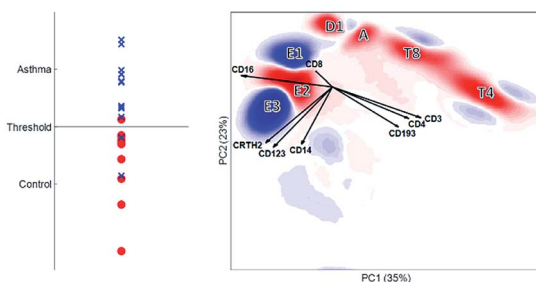 Asthma
Threshold
Control
D1
A
E1
T8
CD8
CD16
E2
T4
E3
CD3
CD4
CD193
CRTH2
CD123
CD14
PC2 (23%)
PC1 (35%)